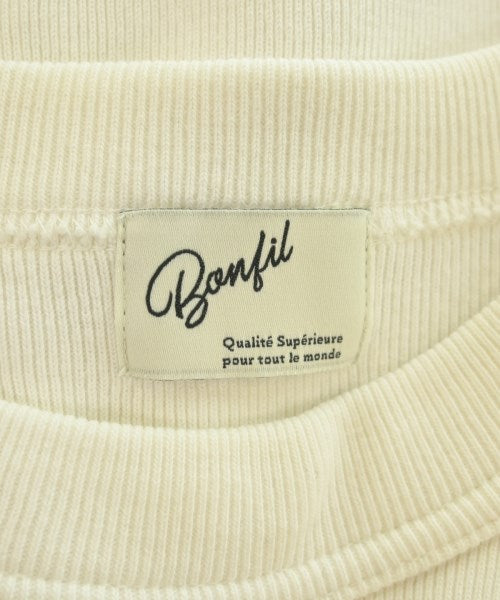 Bonfil
Qualité Supérieure
pour tout le monde